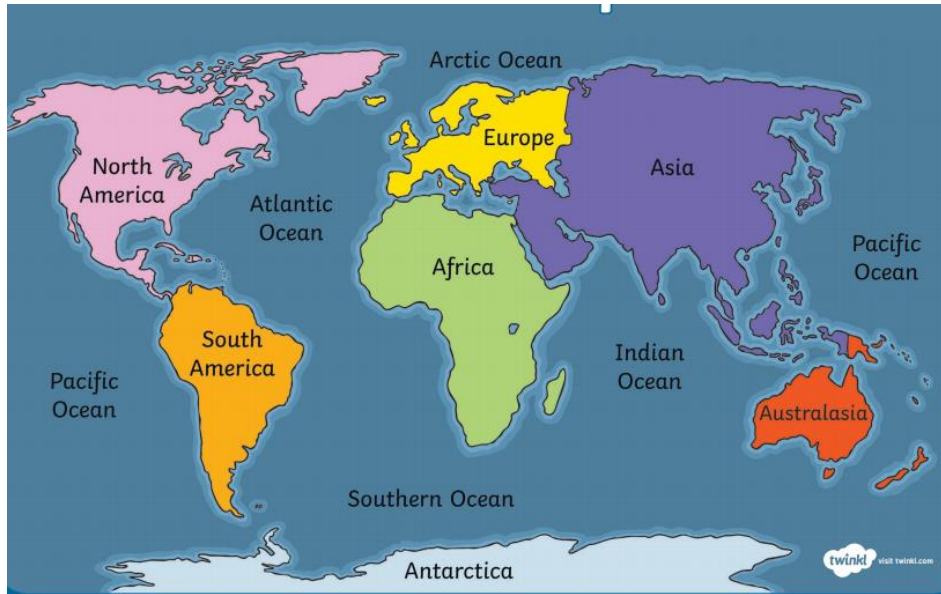 Arctic Ocean
Europe
North
America
Asia
Atlantic
Ocean
Pacific
Ocean
Africa
South
America
Indian
Ocean
Pacific
Ocean
Australasia
Southern Ocean
Antarctica
twinkl
visit twinkl.com